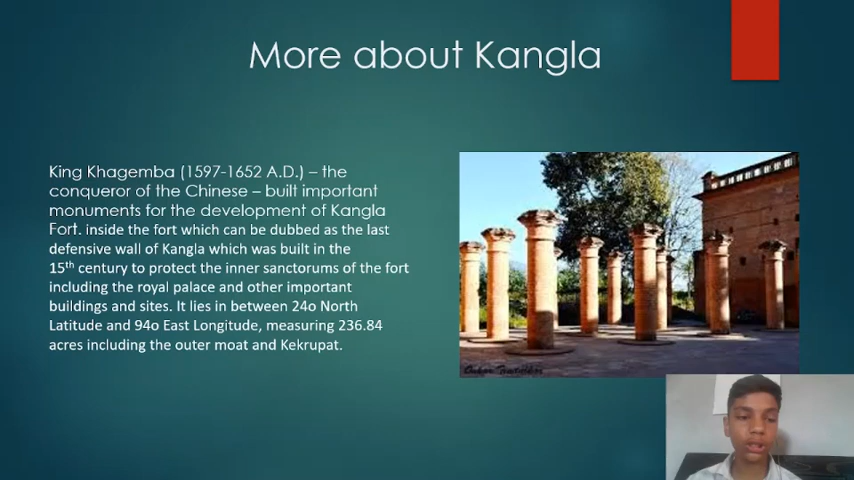 More about Kangla
King Khagemba (1597-1652 A.D.) – the
conqueror of the Chinese – built important
monuments for the development of Kangla
Fort. inside the fort which can be dubbed as the last
defensive wall of Kangla which was built in the
15th century to protect the inner sanctorums of the fort
including the royal palace and other important
buildings and sites. It lies in between 24o North
Latitude and 94o East Longitude, measuring 236.84
acres including the outer moat and Kekrupat.